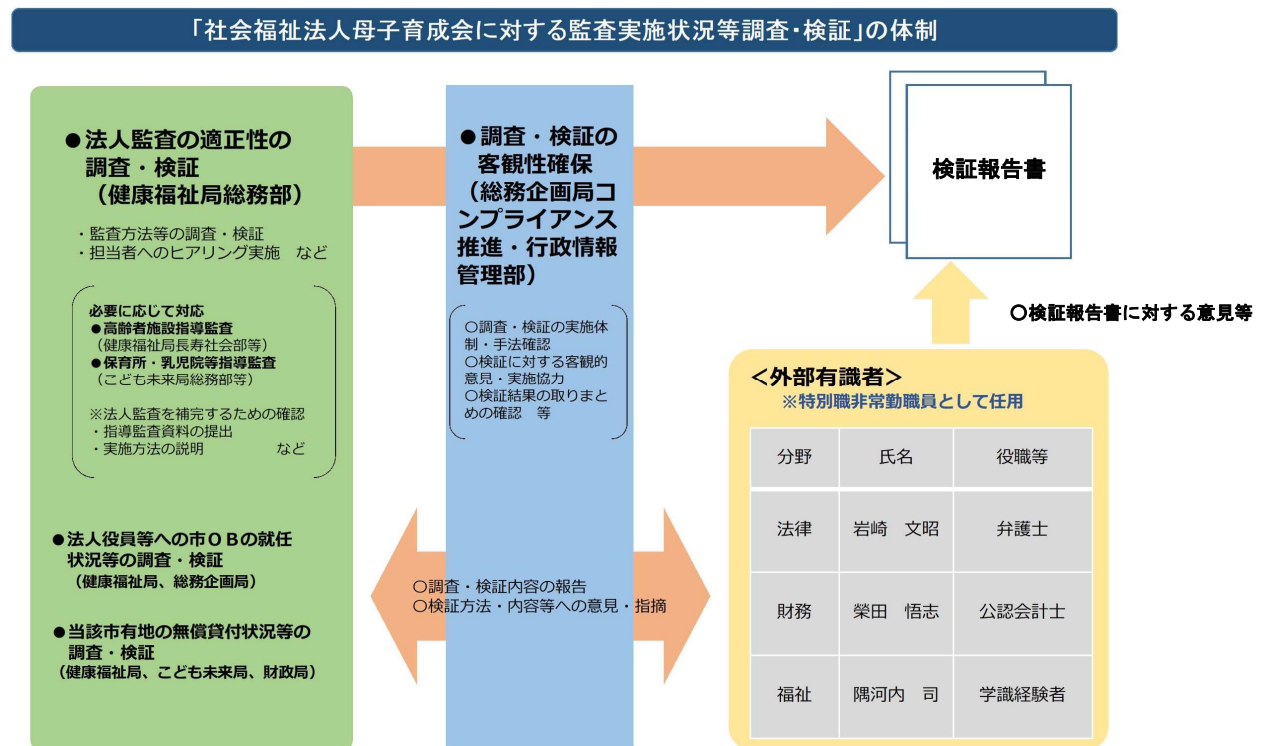 「社会福祉法人母子育成会に対する監査実施状況等調査・検証」の体制
●法人監査の適正性の
調査・検証
（健康福祉局総務部）
・監査方法等の調査・検証
・担当者へのヒアリング実施　など
必要に応じて対応
●高齢者施設指導監査
（健康福祉局長寿社会部等）
●保育所・乳児院等指導監査
（こども未来局総務部等）
※法人監査を補完するための確認
・指導監査資料の提出
・実施方法の説明　　　　など
●法人役員等への市ＯＢの就任
状況等の調査・検証
（健康福祉局、総務企画局）
●当該市有地の無償貸付状況等の
調査・検証
（健康福祉局、こども未来局、財政局）
●調査・検証の
客観性確保
（総務企画局コ
ンプライアンス
推進・行政情報
管理部）
〇調査・検証の実施体
制・手法確認
〇検証に対する客観的
意見・実施協力
〇検証結果の取りまと
めの確認　等
〇調査・検証内容の報告
〇検証方法・内容等への意見・指摘
検証報告書
〇検証報告書に対する意見等
＜外部有識者＞
※特別職非常勤職員として任用
分野　氏名　役職等
法律　岩崎　文昭　弁護士
財務　榮田　悟志　公認会計士
福祉　隅河内　司　学識経験者